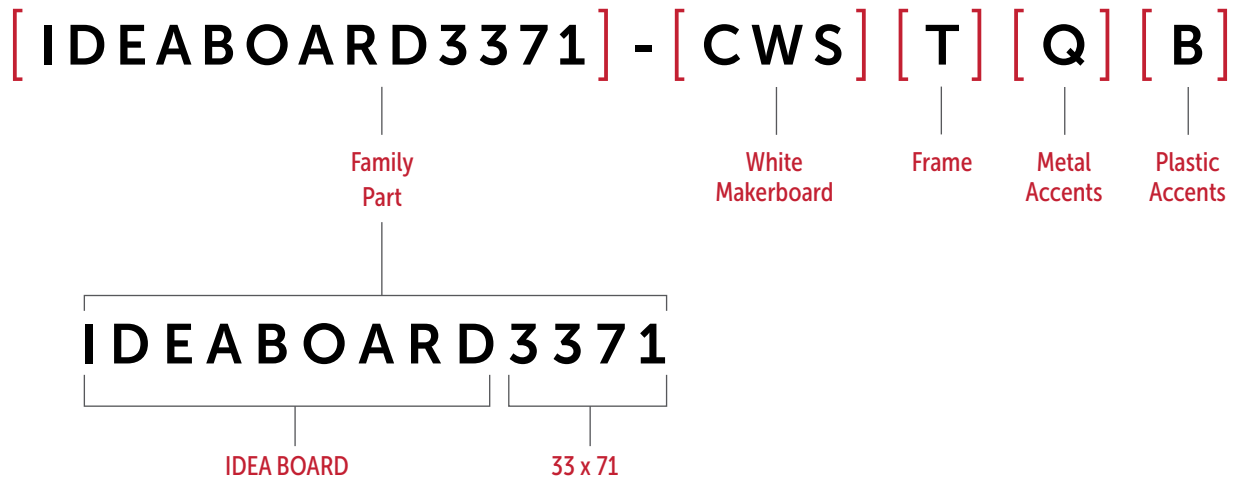 [IDEABOARD3371]-[CWS][T][Q][B]
Family
Part
White
Makerboard
Frame
Metal
Accents
Plastic
Accents
IDEABOARD3371
IDEA BOARD
33 x 71